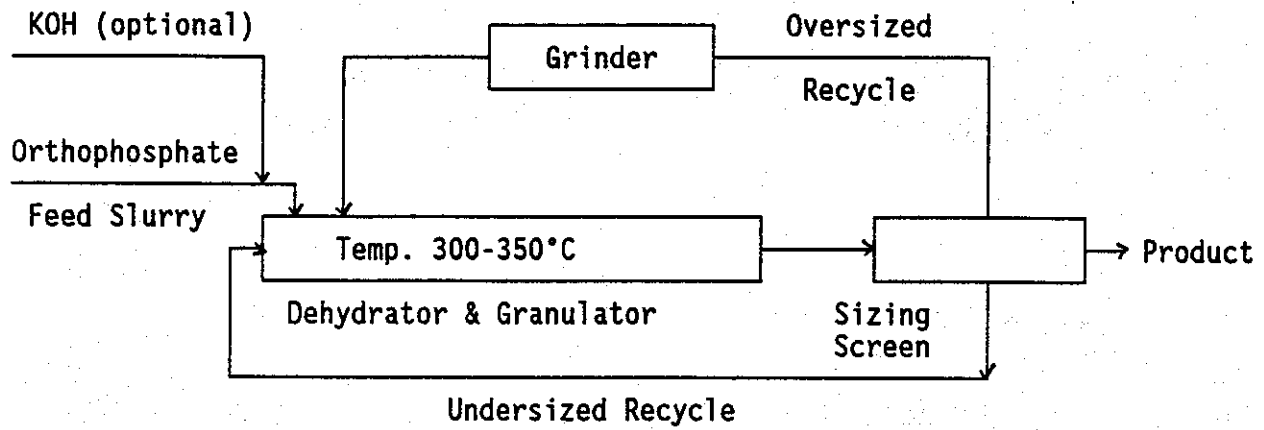 KOH (optional)
Grinder
Oversized
Recycle
Orthophosphate
Feed Slurry
Temp. 300-350°C
Product
Dehydrator & Granulator
Sizing
Screen
Undersized Recycle